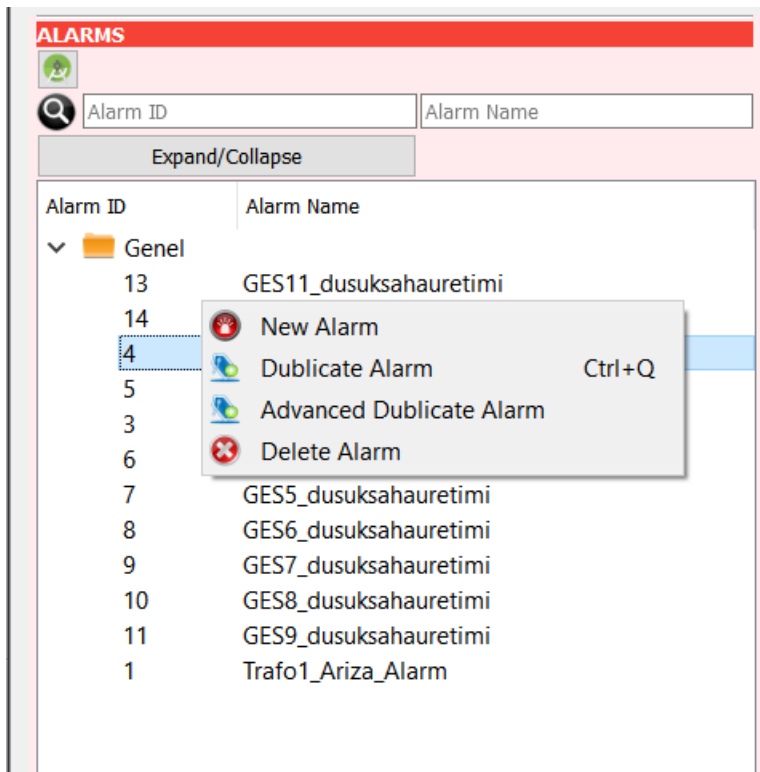 ALARMS
Alarm ID Alarm Name
Expand/Collapse
Alarm ID Alarm Name
Genel
13 GES11_dusuksahauretimi
14
New Alarm
4
Dublicate Alarm Ctrl+Q
5
Advanced Dublicate Alarm
3
6
Delete Alarm
7 GES5_dusuksahauretimi
8 GES6_dusuksahauretimi
9 GES7_dusuksahauretimi
10 GES8_dusuksahauretimi
11 GES9_dusuksahauretimi
1 Trafo1_Ariza_Alarm